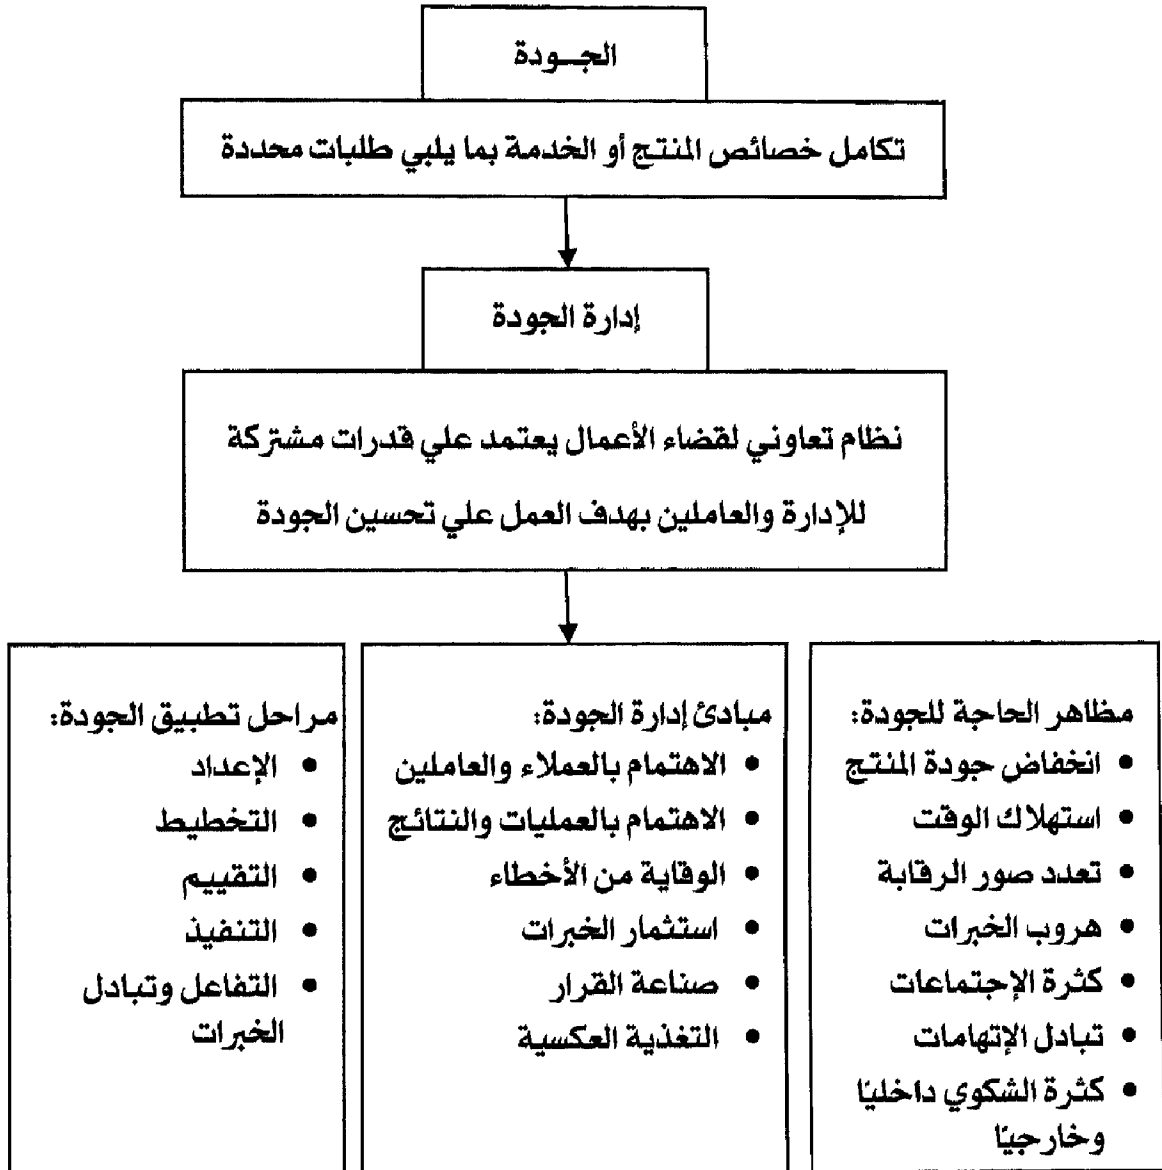 الجـــودة
تكامل خصائص المنتج أو الخدمة بما يلبي طلبات محددة
إدارة الجودة
نظام تعاوني لقضاء الأعمال يعتمد علي قدرات مشتركة
للإدارة والعاملين بهدف العمل علي تحسين الجودة
مظاهر الحاجة للجودة:
• انخفاض جودة المنتج
• استهلاك الوقت
• تعدد صور الرقابة
• هروب الخبرات
• كثرة الإجتماعات
• تبادل الإتهامات
• كثرة الشكوي داخليًا
وخارجيًا
مبادئ إدارة الجودة:
• الاهتمام بالعملاء والعاملين
• الاهتمام بالعمليات والنتائج
• الوقاية من الأخطاء
• استثمار الخبرات
• صناعة القرار
• التغذية العكسية
مراحل تطبيق الجودة:
• الإعداد
• التخطيط
• التقييم
• التنفيذ
• التفاعل وتبادل
الخبرات